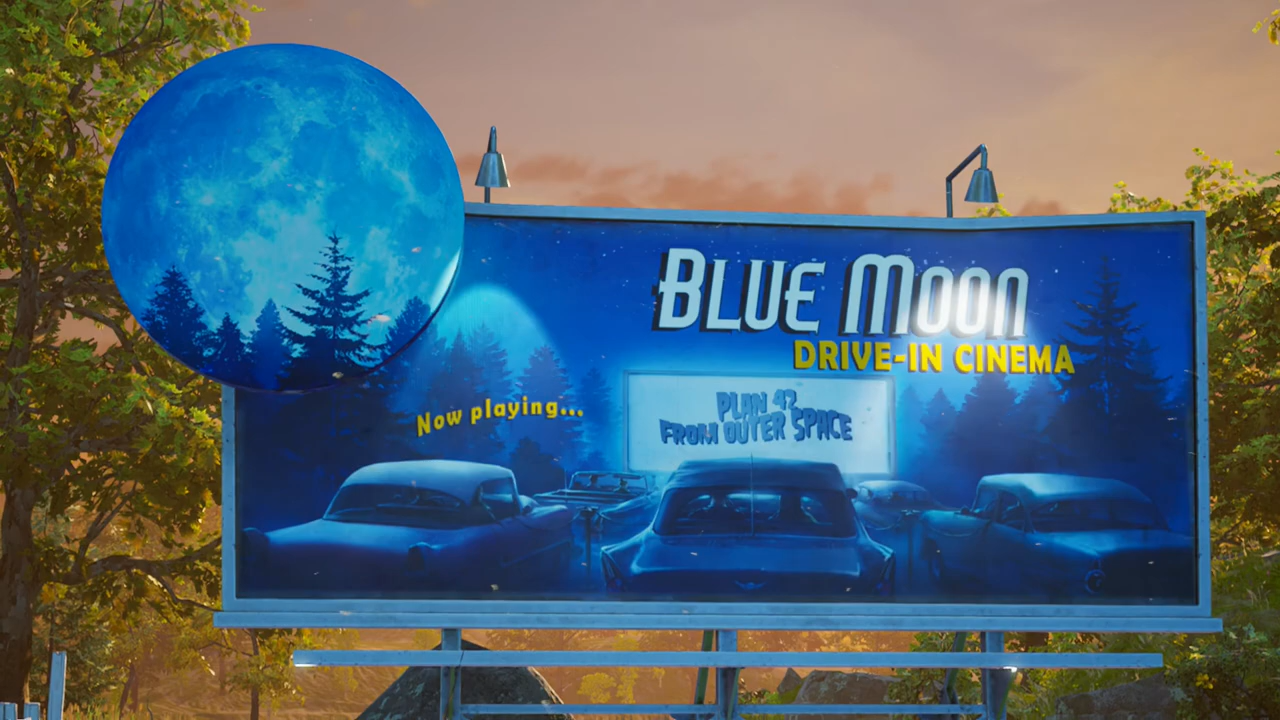 BLUE MOON
DRIVE-IN CINEMA
Now playing...
PLAN 42
FROM OUTER SPACE